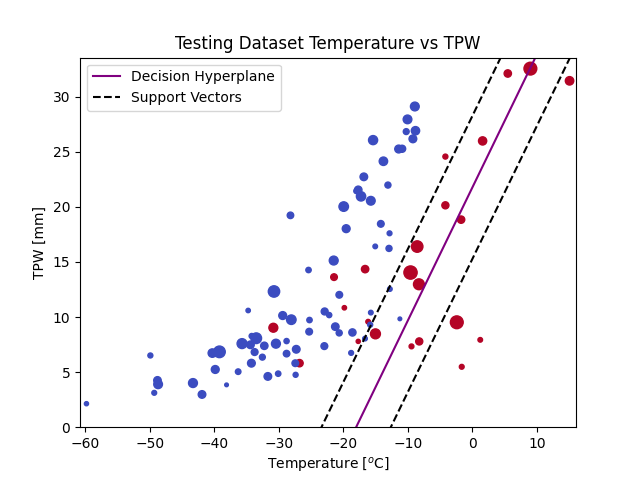 Testing Dataset Temperature vs TPW
Decision Hyperplane
Support Vectors
TPW [mm]
30
25
20
15
10
5
0
−60 −50 −40 −30 −20 −10 0 10
Temperature [°C]